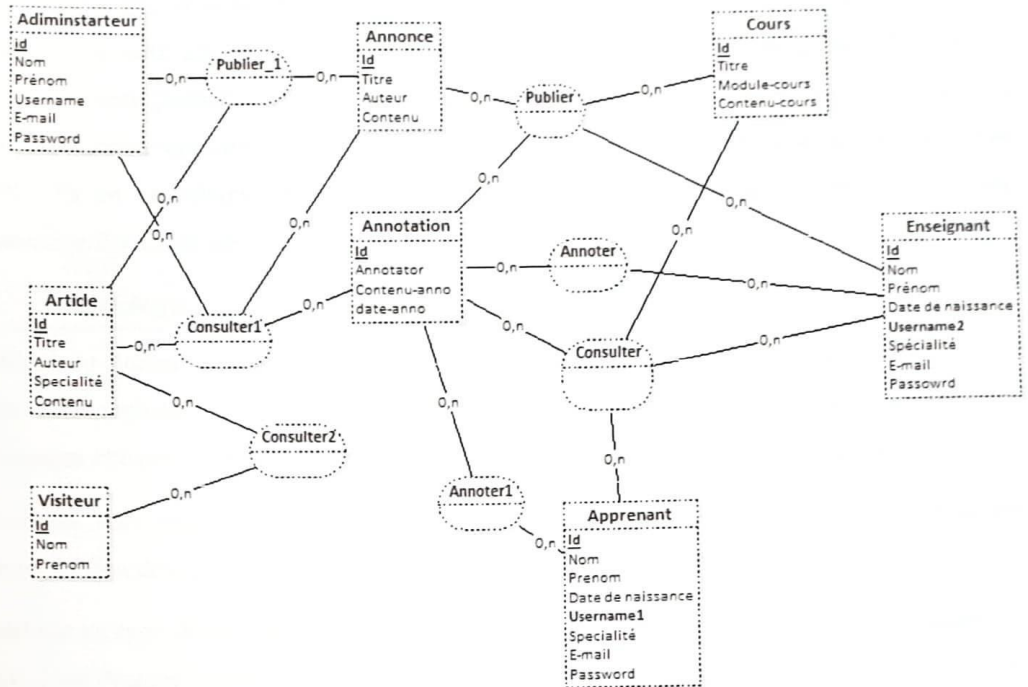 Adiminstarteur
id
Nom
Prénom
Username
E-mail
Password
0,n
Publier_1
0,n
Annonce
Id
Titre
Auteur
Contenu
0,n
Publier
0,n
Cours
Id
Titre
Module-cours
Contenu-cours
0,n
0,n
0,n
0,n
0,n
0,n
0,n
Annotation
Id
Annotator
Contenu-anno
date-anno
0,n
Annoter
0,n
Enseignant
Id
Nom
Prénom
Date de naissance
Username2
Spécialité
E-mail
Passowrd
Article
Id
Titre
Auteur
Specialité
Contenu
0,n
Consulter1
0,n
0,n
Consulter
0,n
0,n
Consulter2
0,n
0,n
0,n
Visiteur
Id
Nom
Prenom
Annoter1
0,n
Apprenant
Id
Nom
Prenom
Date de naissance
Username1
Specialité
E-mail
Password